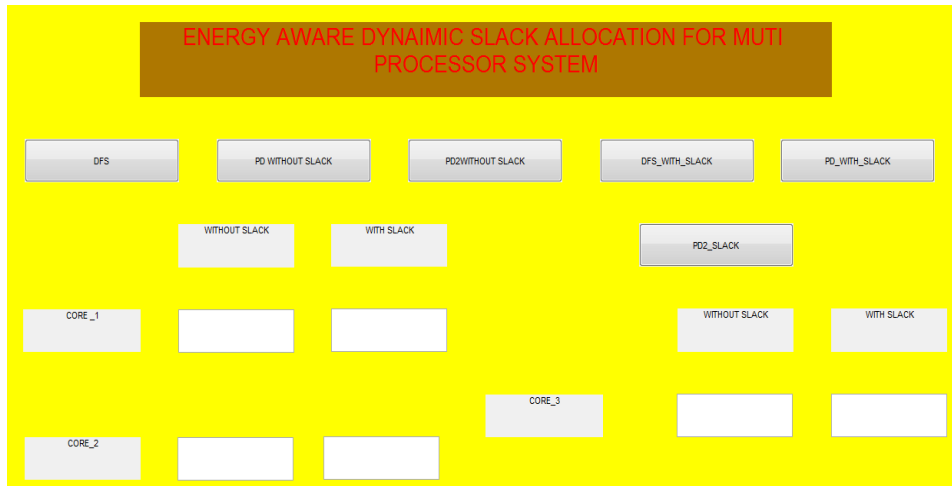 ENERGY AWARE DYNAIMIC SLACK ALLOCATION FOR MUTI
PROCESSOR SYSTEM
DFS
PD WITHOUT SLACK
PD2WITHOUT SLACK
DFS_WITH_SLACK
PD_WITH_SLACK
WITHOUT SLACK
WITH SLACK
PD2_SLACK
CORE _1
WITHOUT SLACK
WITH SLACK
CORE_3
CORE_2